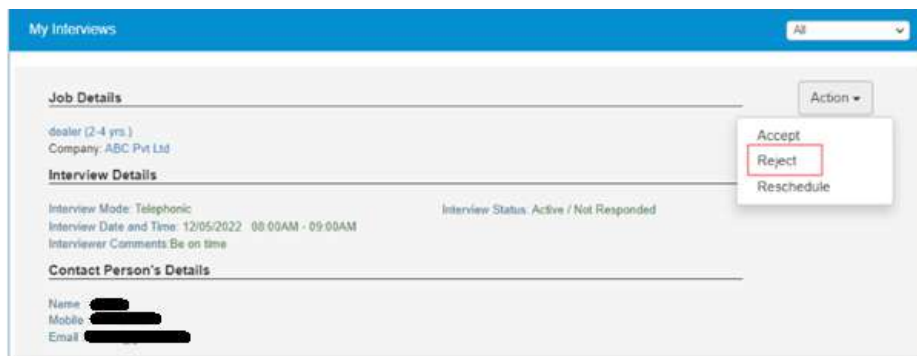 My Interviews
All
Job Details
Action
dealer (2-4 yrs.)
Company: ABC Pvt Ltd
Accept
Reject
Reschedule
Interview Details
Interview Mode: Telephonic
Interview Status: Active / Not Responded
Interview Date and Time: 12/05/2022 08:00AM - 09:00AM
Interviewer Comments:Be on time
Contact Person's Details
Name
Mobile
Email